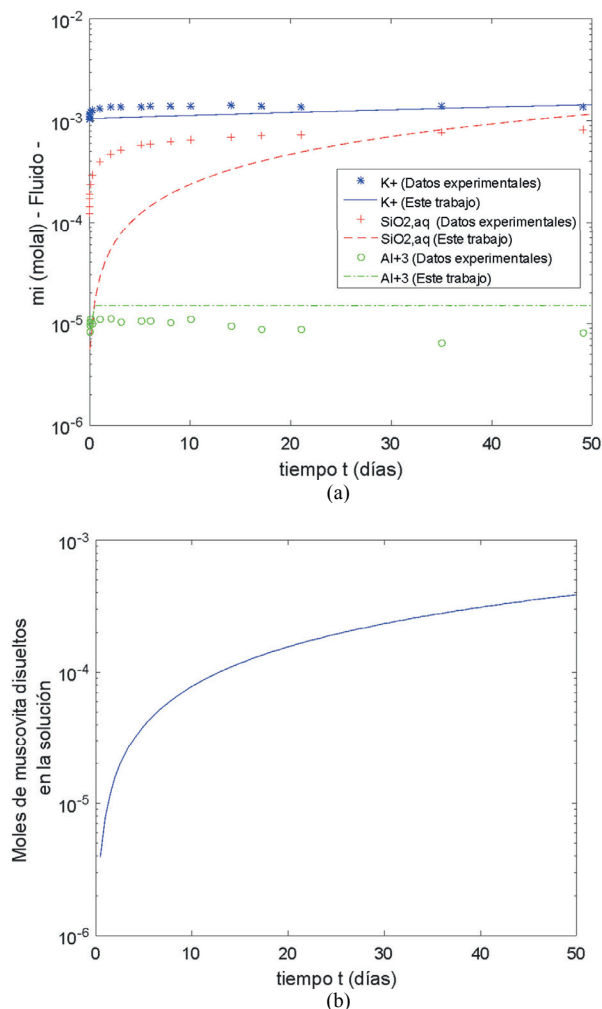 10^-2
10^-3
10^-4
10^-5
10^-6
mi (molal) - Fluido -
K+ (Datos experimentales)
K+ (Este trabajo)
SiO2,aq (Datos experimentales)
SiO2,aq (Este trabajo)
Al+3 (Datos experimentales)
Al+3 (Este trabajo)
0 10 20 30 40 50
tiempo t (días)
(a)
10^-3
10^-4
10^-5
10^-6
Moles de muscovita disueltos
en la solución
0 10 20 30 40 50
tiempo t (días)
(b)